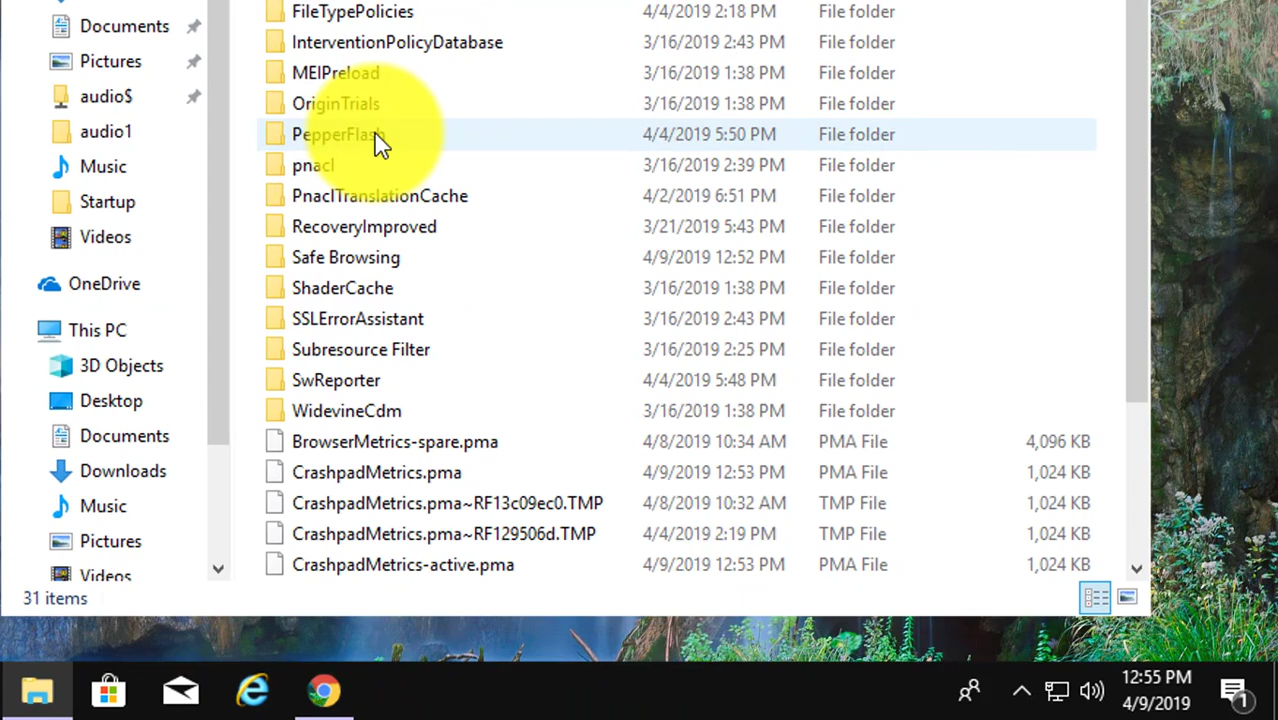 Documents
Pictures
audio$
audio1
Music
Startup
Videos
OneDrive
This PC
3D Objects
Desktop
Documents
Downloads
Music
Pictures
Videos
FileTypePolicies 4/4/2019 2:18 PM File folder
InterventionPolicyDatabase 3/16/2019 2:43 PM File folder
MEIPreload 3/16/2019 1:38 PM File folder
OriginTrials 3/16/2019 1:38 PM File folder
PepperFlash 4/4/2019 5:50 PM File folder
pnacl 3/16/2019 2:39 PM File folder
PnaclTranslationCache 4/2/2019 6:51 PM File folder
RecoveryImproved 3/21/2019 5:43 PM File folder
Safe Browsing 4/9/2019 12:52 PM File folder
ShaderCache 3/16/2019 1:38 PM File folder
SSLErrorAssistant 3/16/2019 2:43 PM File folder
Subresource Filter 3/16/2019 2:25 PM File folder
SwReporter 4/4/2019 5:48 PM File folder
WidevineCdm 3/16/2019 1:38 PM File folder
BrowserMetrics-spare.pma 4/8/2019 10:34 AM PMA File 4,096 KB
CrashpadMetrics.pma 4/9/2019 12:53 PM PMA File 1,024 KB
CrashpadMetrics.pma~RF13c09ec0.TMP 4/8/2019 10:32 AM TMP File 1,024 KB
CrashpadMetrics.pma~RF129506d.TMP 4/4/2019 2:19 PM TMP File 1,024 KB
CrashpadMetrics-active.pma 4/9/2019 12:53 PM PMA File 1,024 KB
31 items
12:55 PM
4/9/2019
1